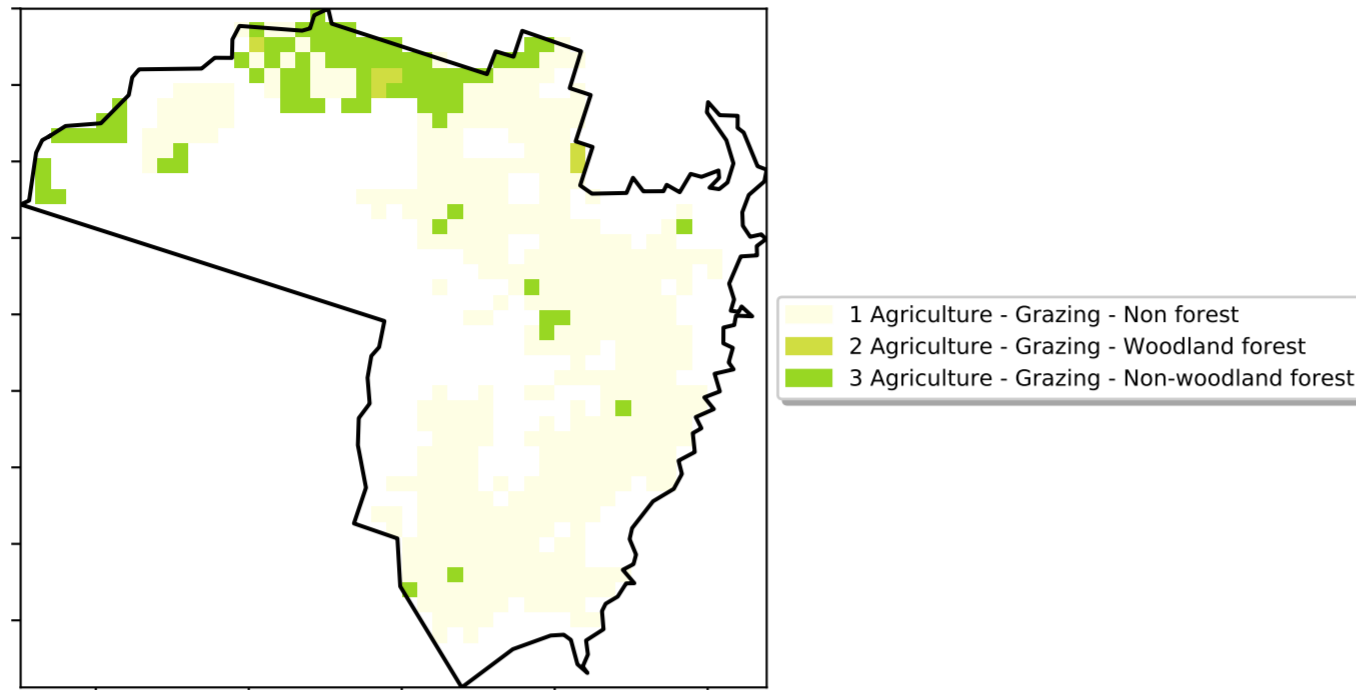 1 Agriculture - Grazing - Non forest
2 Agriculture - Grazing - Woodland forest
3 Agriculture - Grazing - Non-woodland forest